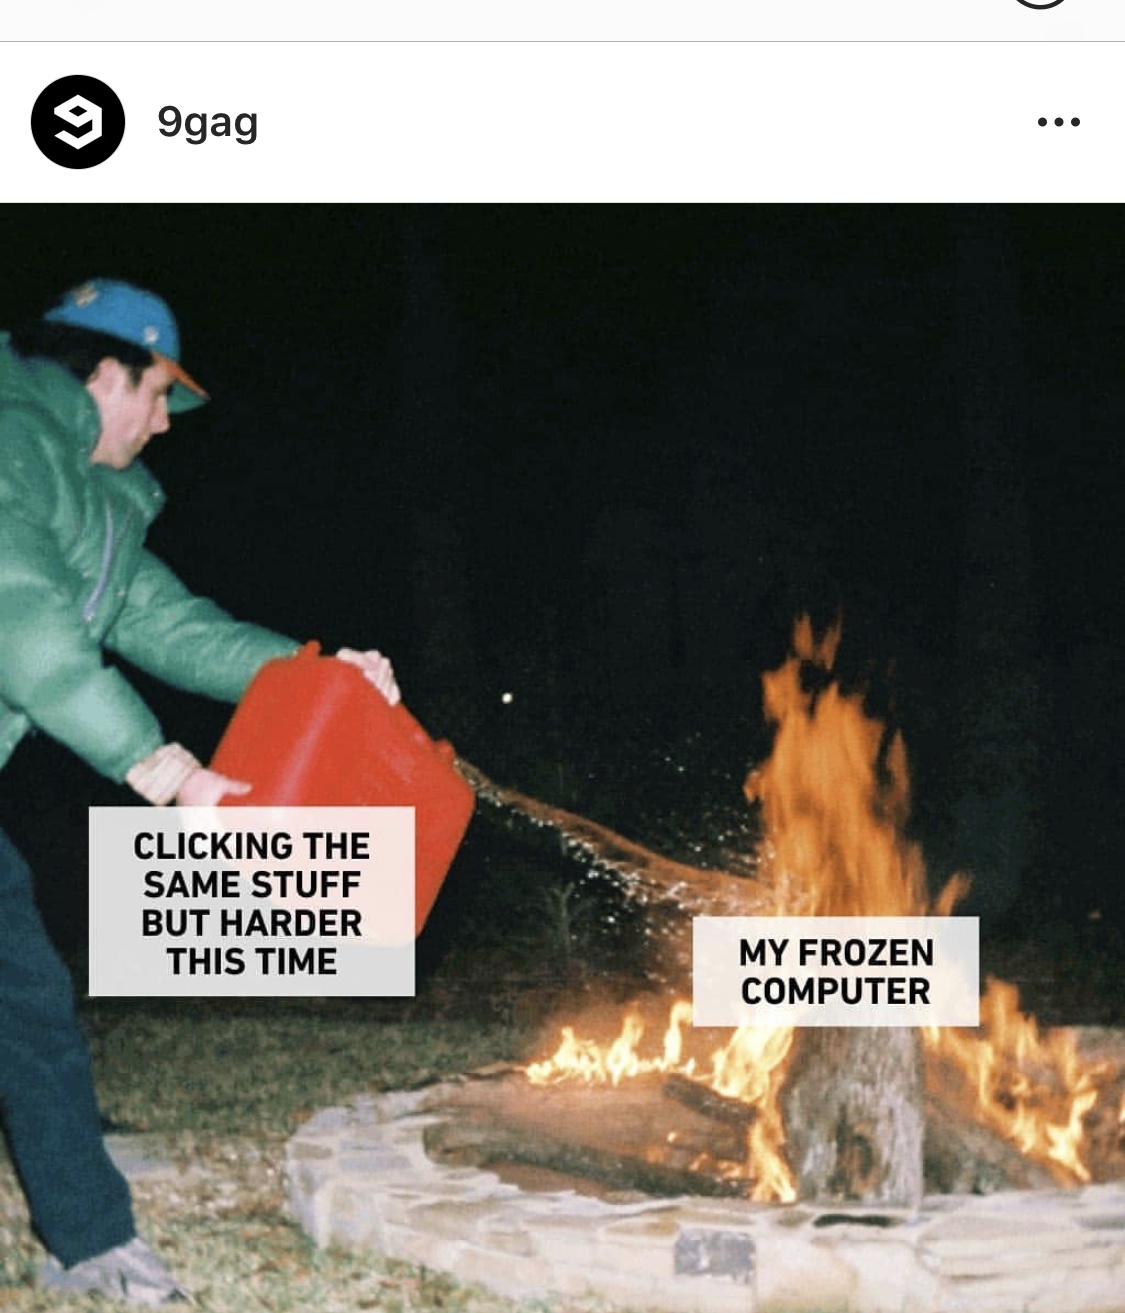 9gag
CLICKING THE
SAME STUFF
BUT HARDER
THIS TIME
MY FROZEN
COMPUTER